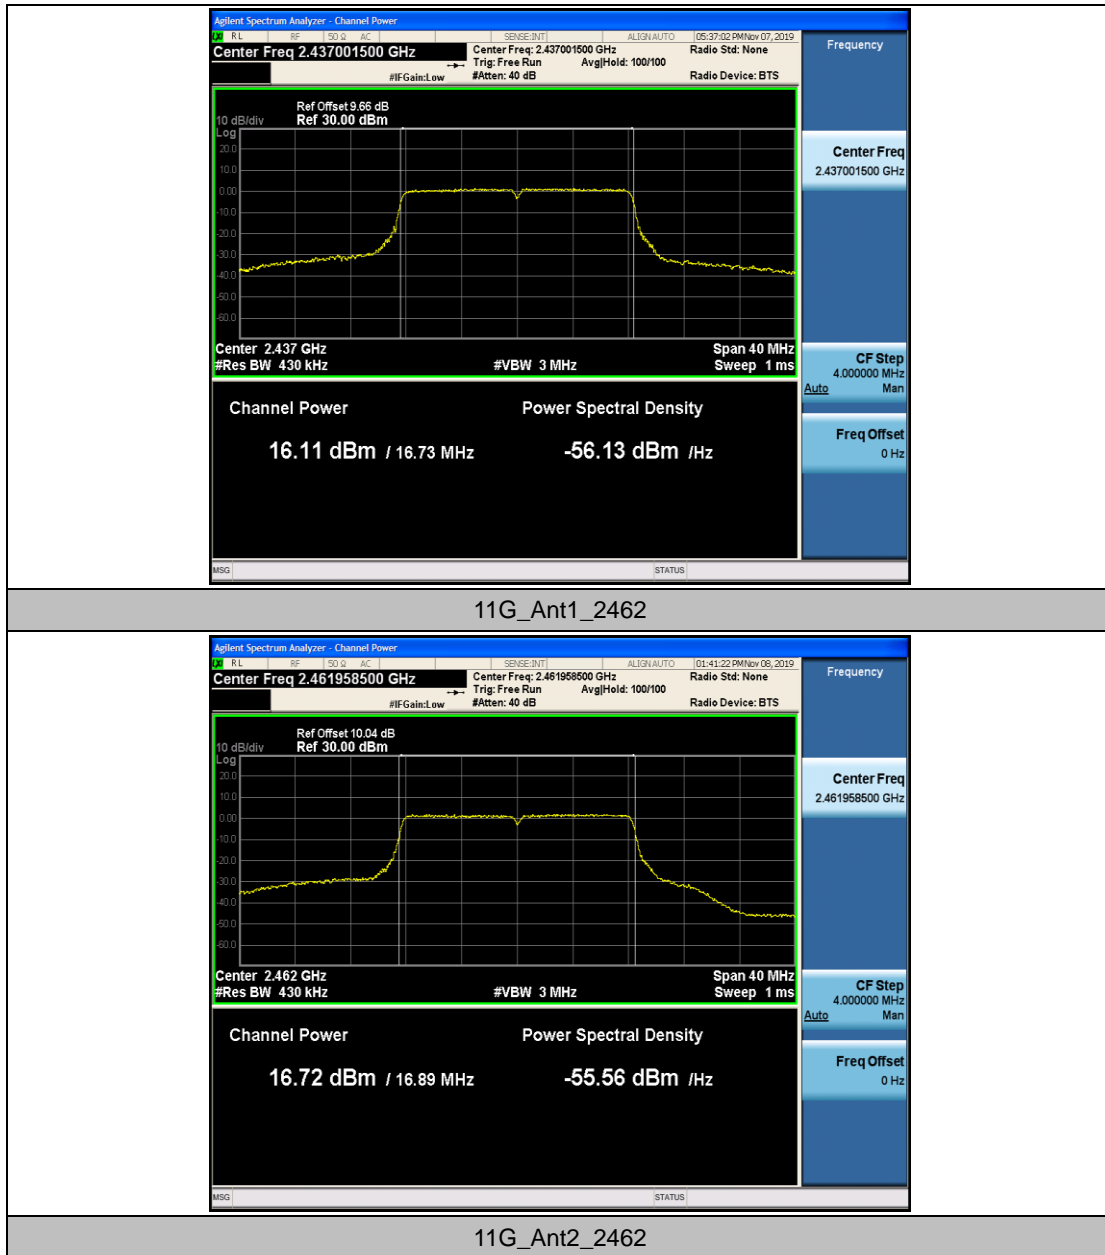 Agilent Spectrum Analyzer - Channel Power
LXI RL RF 50 Ω AC SENSE:INT ALIGN AUTO 05:37:02 PM Nov 07, 2019
Center Freq 2.437001500 GHz
Center Freq: 2.437001500 GHz
Radio Std: None
Trig: Free Run Avg|Hold: 100/100
#IFGain:Low #Atten: 40 dB Radio Device: BTS
Frequency
Ref Offset 9.66 dB
10 dB/div Ref 30.00 dBm
Log
20.0
10.0
0.00
-10.0
-20.0
-30.0
-40.0
-50.0
-60.0
Center 2.437 GHz Span 40 MHz
#Res BW 430 kHz #VBW 3 MHz Sweep 1 ms
Center Freq
2.437001500 GHz
CF Step
4.000000 MHz
Auto Man
Freq Offset
0 Hz
Channel Power Power Spectral Density
16.11 dBm / 16.73 MHz -56.13 dBm /Hz
MSG STATUS
11G_Ant1_2462
Agilent Spectrum Analyzer - Channel Power
LXI RL RF 50 Ω AC SENSE:INT ALIGN AUTO 01:41:22 PM Nov 08, 2019
Center Freq 2.461958500 GHz
Center Freq: 2.461958500 GHz
Radio Std: None
Trig: Free Run Avg|Hold: 100/100
#IFGain:Low #Atten: 40 dB Radio Device: BTS
Frequency
Ref Offset 10.04 dB
10 dB/div Ref 30.00 dBm
Log
20.0
10.0
0.00
-10.0
-20.0
-30.0
-40.0
-50.0
-60.0
Center 2.462 GHz Span 40 MHz
#Res BW 430 kHz #VBW 3 MHz Sweep 1 ms
Center Freq
2.461958500 GHz
CF Step
4.000000 MHz
Auto Man
Freq Offset
0 Hz
Channel Power Power Spectral Density
16.72 dBm / 16.89 MHz -55.56 dBm /Hz
MSG STATUS
11G_Ant2_2462